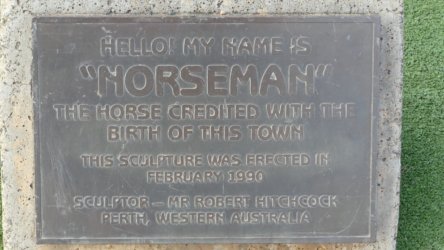 HELLO! MY NAME IS
"NORSEMAN"
THE HORSE CREDITED WITH THE
BIRTH OF THIS TOWN
THIS SCULPTURE WAS ERECTED IN
FEBRUARY 1990
SCULPTOR – MR ROBERT HITCHCOCK
PERTH, WESTERN AUSTRALIA